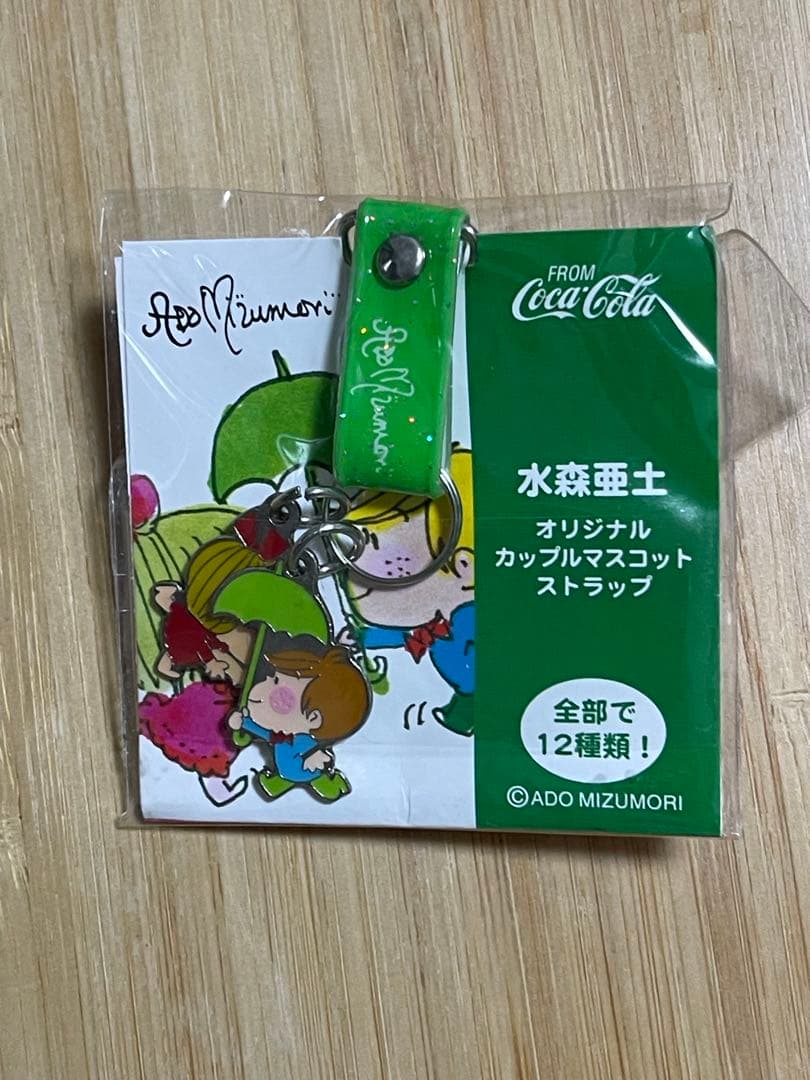 Ado Mizumori
Ado Mizumori
FROM
Coca-Cola
水森亜土
オリジナル
カップルマスコット
ストラップ
全部で
12種類！
©ADO MIZUMORI